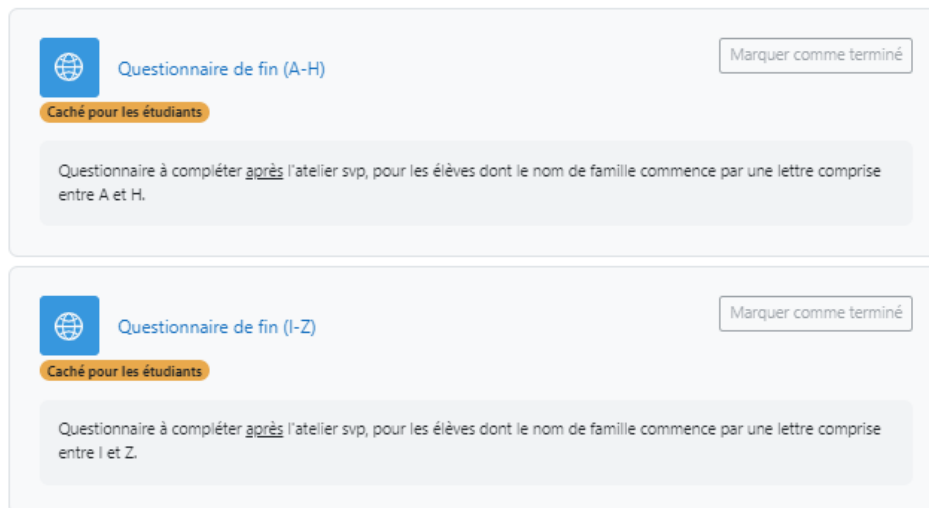 Questionnaire de fin (A-H)
Marquer comme terminé
Caché pour les étudiants
Questionnaire à compléter après l'atelier svp, pour les élèves dont le nom de famille commence par une lettre comprise
entre A et H.
Questionnaire de fin (I-Z)
Marquer comme terminé
Caché pour les étudiants
Questionnaire à compléter après l'atelier svp, pour les élèves dont le nom de famille commence par une lettre comprise
entre I et Z.